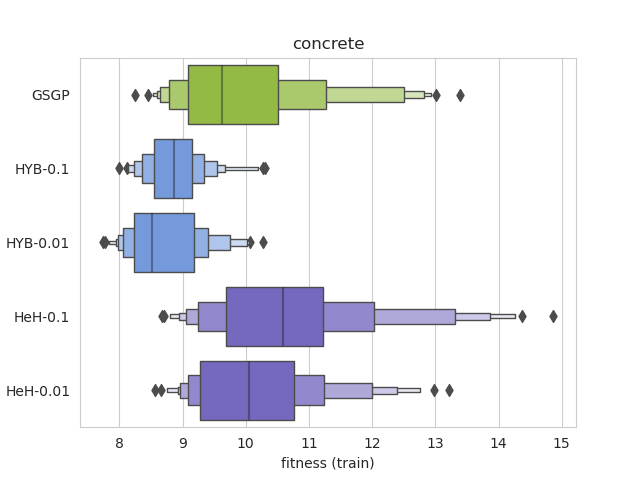 concrete
GSGP
HYB-0.1
HYB-0.01
HeH-0.1
HeH-0.01
8 9 10 11 12 13 14 15
fitness (train)